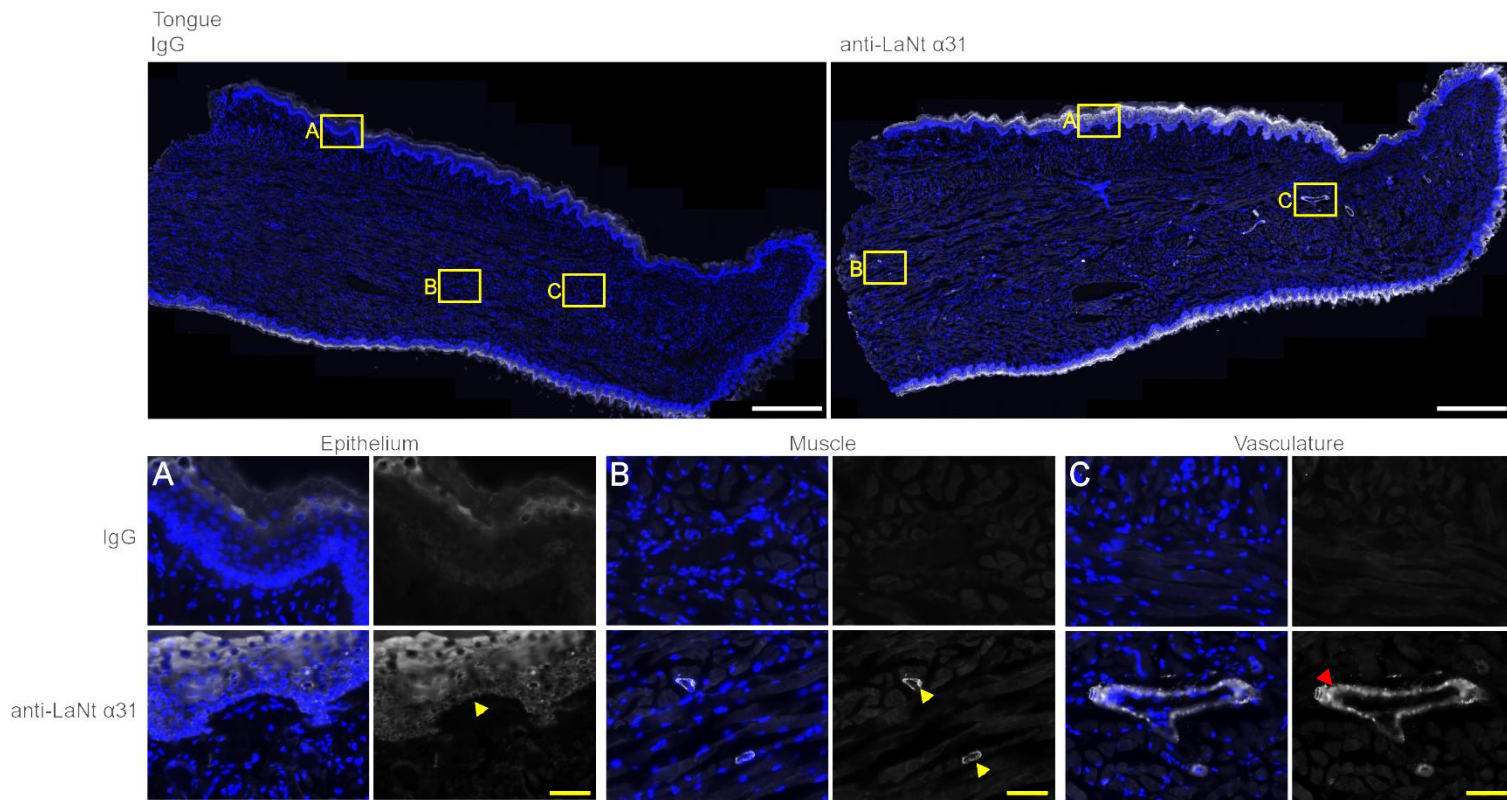 Tongue
IgG
anti-LaNt α31
A
B
C
A
B
C
Epithelium
Muscle
Vasculature
A
B
C
IgG
anti-LaNt α31